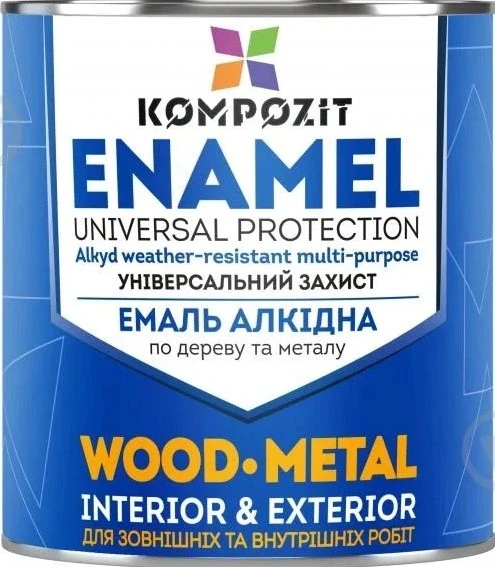 KOMPOZIT
ENAMEL
UNIVERSAL PROTECTION
Alkyd weather-resistant multi-purpose
УНІВЕРСАЛЬНИЙ ЗАХИСТ
ЕМАЛЬ АЛКІДНА
по дереву та металу
WOOD•METAL
INTERIOR & EXTERIOR
ДЛЯ ЗОВНІШНІХ ТА ВНУТРІШНІХ РОБІТ